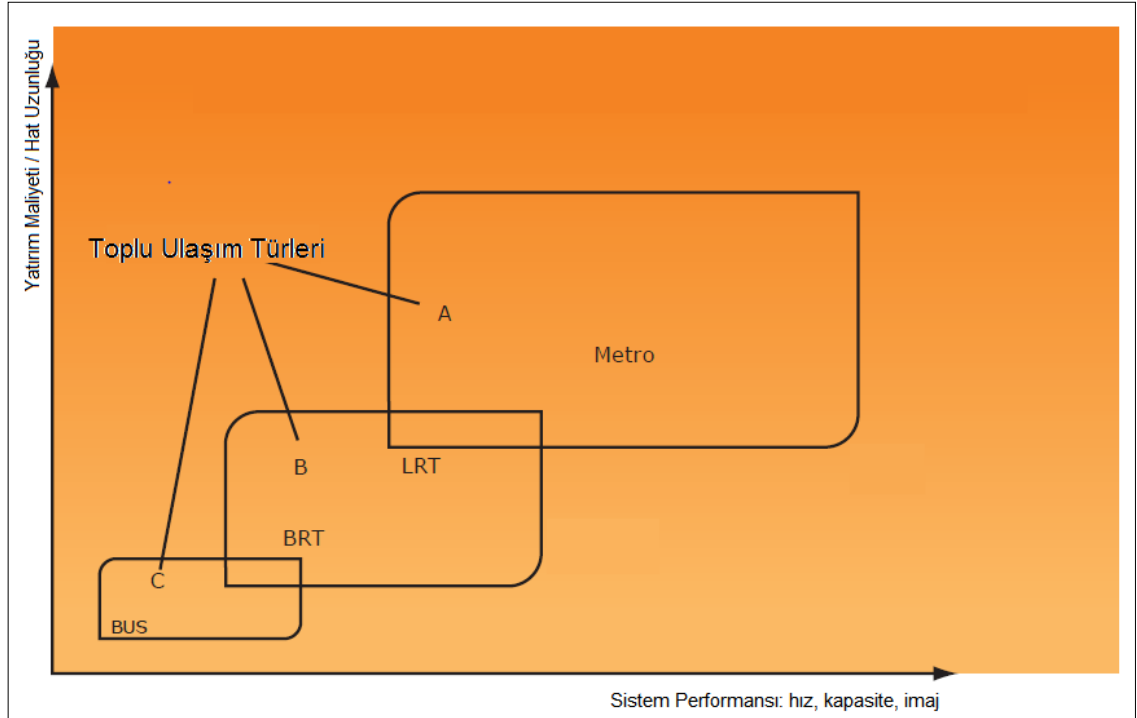 Yatırım Maliyeti / Hat Uzunluğu
Toplu Ulaşım Türleri
A
Metro
B
LRT
BRT
C
BUS
Sistem Performansı: hız, kapasite, imaj